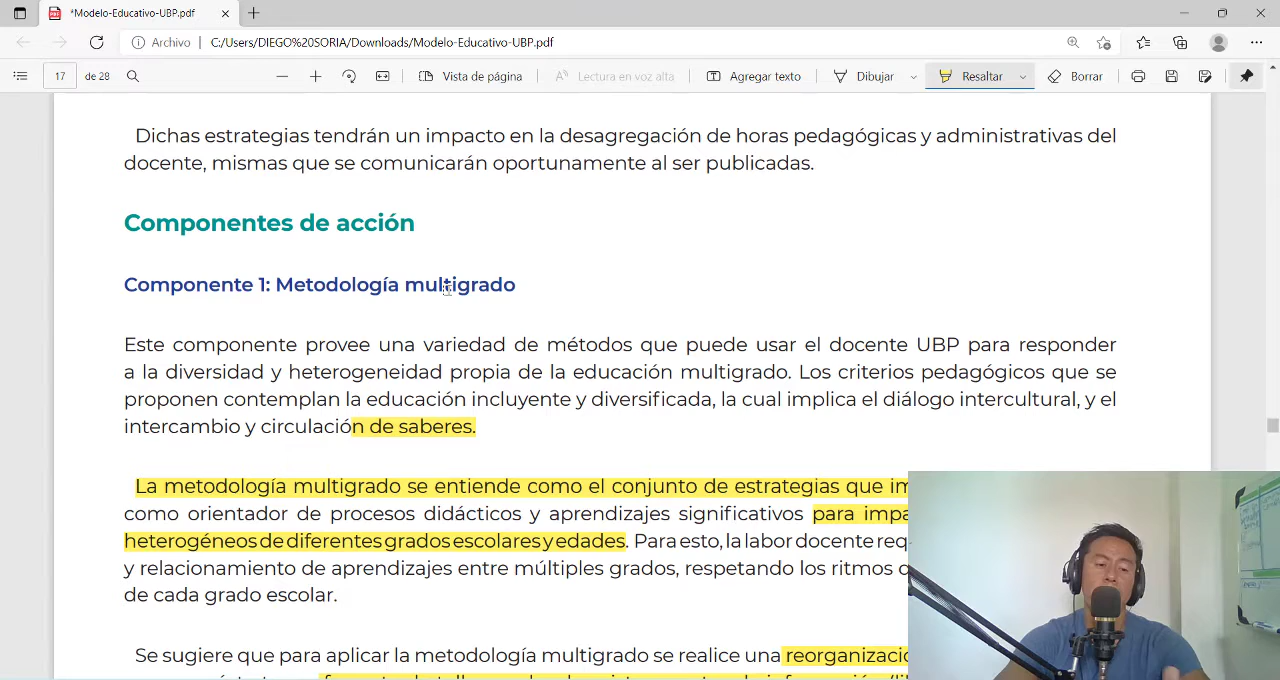 *Modelo-Educativo-UBP.pdf
Archivo C:/Users/DIEGO%20SORIA/Downloads/Modelo-Educativo-UBP.pdf
17 de 28 Vista de página Lectura en voz alta Agregar texto Dibujar Resaltar Borrar
Dichas estrategias tendrán un impacto en la desagregación de horas pedagógicas y administrativas del
docente, mismas que se comunicarán oportunamente al ser publicadas.
Componentes de acción
Componente 1: Metodología multigrado
Este componente provee una variedad de métodos que puede usar el docente UBP para responder
a la diversidad y heterogeneidad propia de la educación multigrado. Los criterios pedagógicos que se
proponen contemplan la educación incluyente y diversificada, la cual implica el diálogo intercultural, y el
intercambio y circulación de saberes.
La metodología multigrado se entiende como el conjunto de estrategias que im
como orientador de procesos didácticos y aprendizajes significativos para impa
heterogéneos de diferentes grados escolares y edades. Para esto, la labor docente req
y relacionamiento de aprendizajes entre múltiples grados, respetando los ritmos
de cada grado escolar.
Se sugiere que para aplicar la metodología multigrado se realice una reorganizació